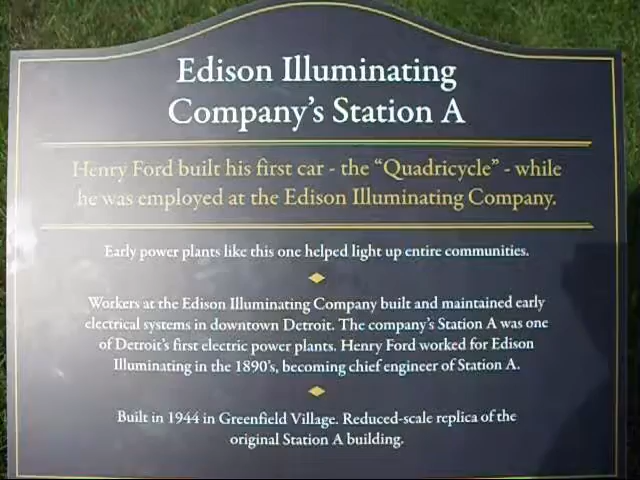 Edison Illuminating
Company's Station A
Henry Ford built his first car - the "Quadricycle" - while
he was employed at the Edison Illuminating Company.
Early power plants like this one helped light up entire communities.
Workers at the Edison Illuminating Company built and maintained early
electrical systems in downtown Detroit. The company's Station A was one
of Detroit's first electric power plants. Henry Ford worked for Edison
Illuminating in the 1890's, becoming chief engineer of Station A.
Built in 1944 in Greenfield Village. Reduced-scale replica of the
original Station A building.